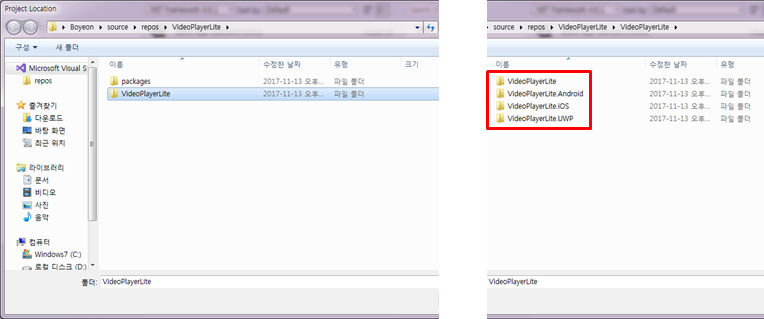 Project Location
Boyeon ▸ source ▸ repos ▸ VideoPlayerLite ▸
구성 ▾ 새 폴더
Microsoft Visual S
repos
즐겨찾기
다운로드
바탕 화면
최근 위치
라이브러리
문서
비디오
사진
음악
컴퓨터
Windows7 (C:)
로컬 디스크 (D:)
이름 수정한 날짜 유형 크기
packages 2017-11-13 오후... 파일 폴더
VideoPlayerLite 2017-11-13 오후... 파일 폴더
폴더: VideoPlayerLite
source ▸ repos ▸ VideoPlayerLite ▸ VideoPlayerLite ▸
이름 수정한 날짜 유형
VideoPlayerLite 2017-11-13 오후... 파일 폴더
VideoPlayerLite.Android 2017-11-13 오후... 파일 폴더
VideoPlayerLite.iOS 2017-11-13 오후... 파일 폴더
VideoPlayerLite.UWP 2017-11-13 오후... 파일 폴더
VideoPlayerLite